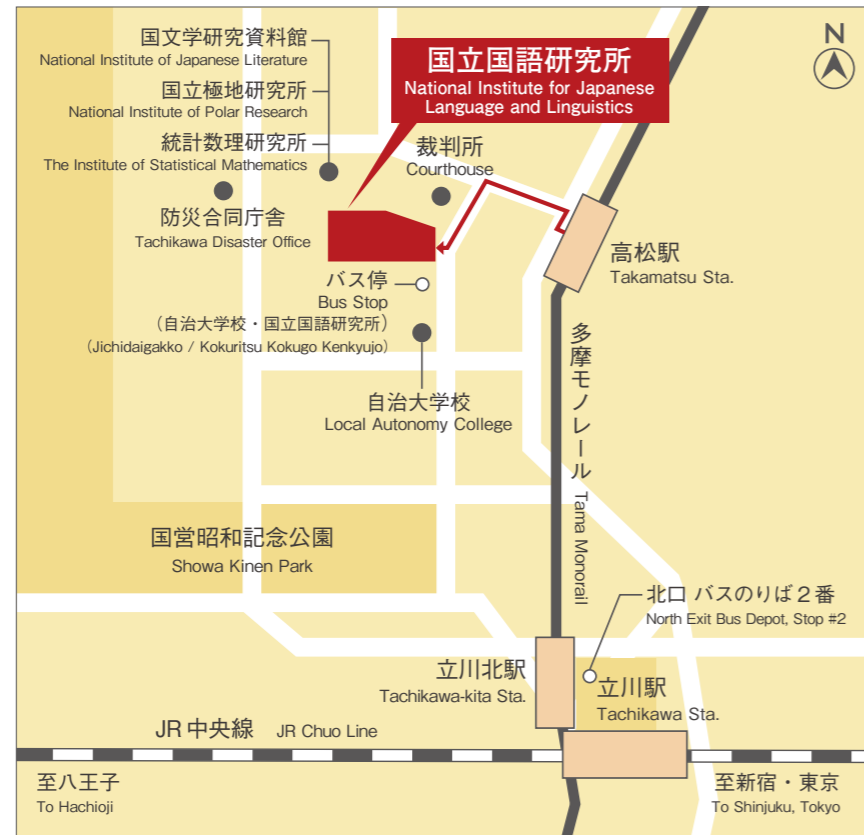 国文学研究資料館
National Institute of Japanese Literature
国立極地研究所
National Institute of Polar Research
統計数理研究所
The Institute of Statistical Mathematics
防災合同庁舎
Tachikawa Disaster Office
国立国語研究所
National Institute for Japanese
Language and Linguistics
N
裁判所
Courthouse
高松駅
Takamatsu Sta.
バス停
Bus Stop
（自治大学校・国立国語研究所）
（Jichidaigakko / Kokuritsu Kokugo Kenkyujo）
自治大学校
Local Autonomy College
多摩モノレール Tama Monorail
国営昭和記念公園
Showa Kinen Park
北口 バスのりば２番
North Exit Bus Depot, Stop #2
立川北駅
Tachikawa-kita Sta.
立川駅
Tachikawa Sta.
JR 中央線 JR Chuo Line
至八王子
To Hachioji
至新宿・東京
To Shinjuku, Tokyo